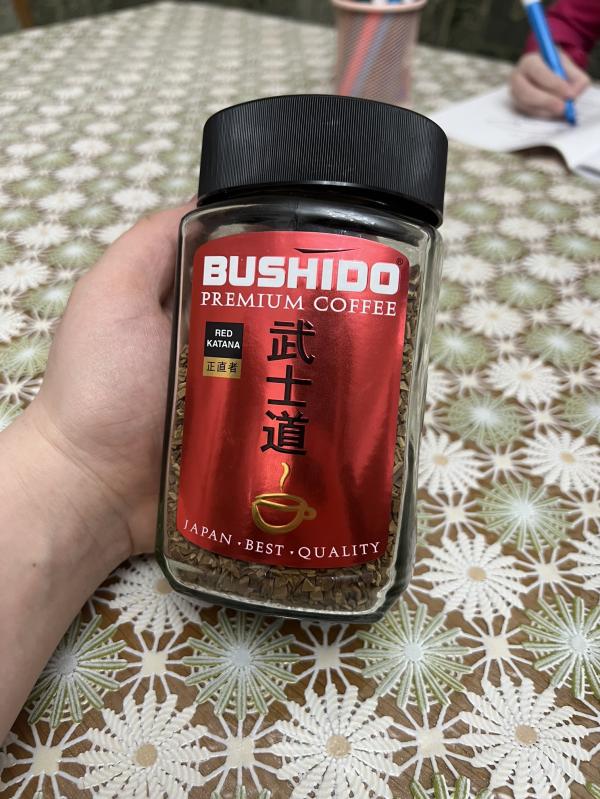 BUSHIDO®
PREMIUM COFFEE
RED
KATANA
正直者
武士道
JAPAN · BEST · QUALITY